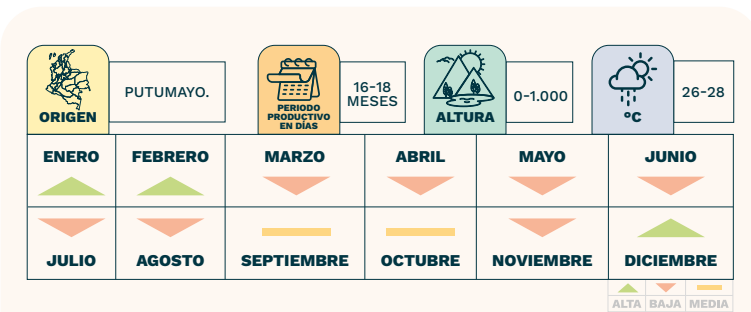 ORIGEN
PUTUMAYO.
PERIODO
PRODUCTIVO
EN DÍAS
16-18
MESES
ALTURA
0-1.000
°C
26-28
ENERO
FEBRERO
MARZO
ABRIL
MAYO
JUNIO
JULIO
AGOSTO
SEPTIEMBRE
OCTUBRE
NOVIEMBRE
DICIEMBRE
ALTA
BAJA
MEDIA